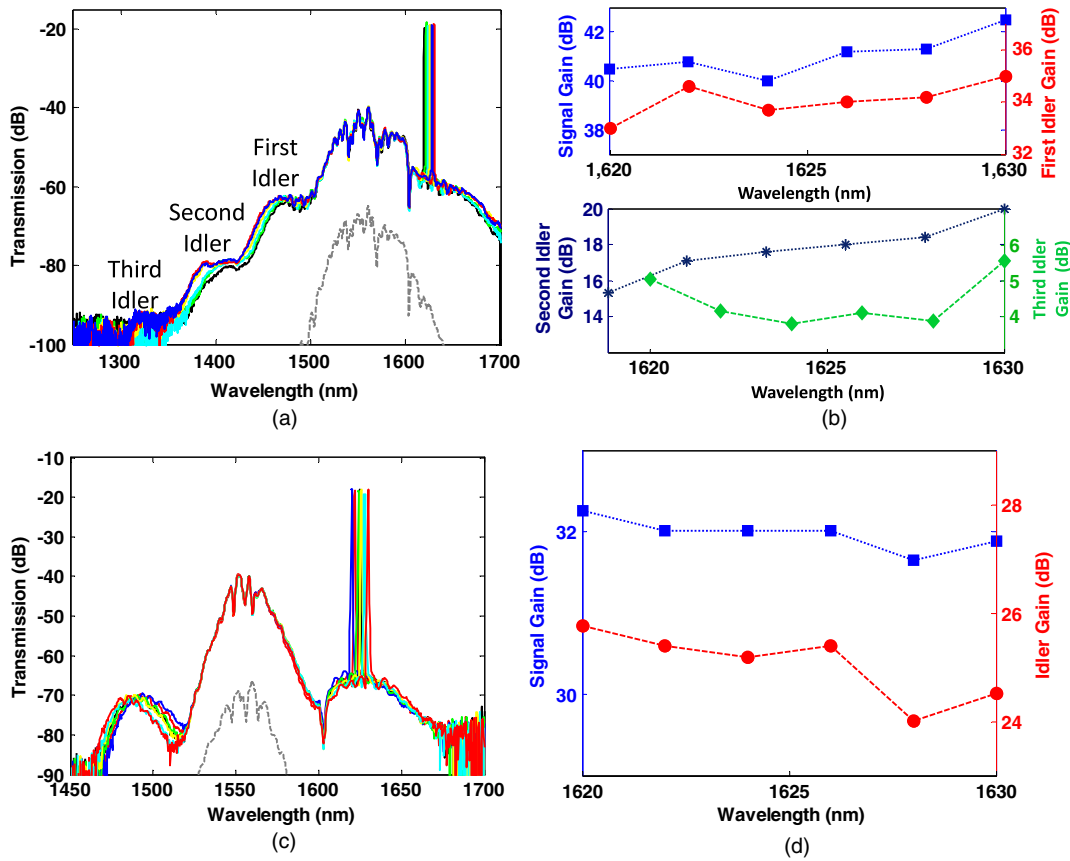 -15
-20
-40
-60
-80
-100
Transmission (dB)
First
Idler
Second
Idler
Third
Idler
1300
1400
1500
1600
1700
Wavelength (nm)
(a)
42
40
38
Signal Gain (dB)
36
34
32
First Idler Gain (dB)
1,620
1625
1,630
Wavelength (nm)
20
18
16
14
Second Idler
Gain (dB)
6
5
4
Third Idler
Gain (dB)
1620
1625
1630
Wavelength (nm)
(b)
-10
-20
-30
-40
-50
-60
-70
-80
-90
Transmission (dB)
1450
1500
1550
1600
1650
1700
Wavelength (nm)
(c)
32
30
Signal Gain (dB)
28
26
24
Idler Gain (dB)
1620
1625
1630
Wavelength (nm)
(d)